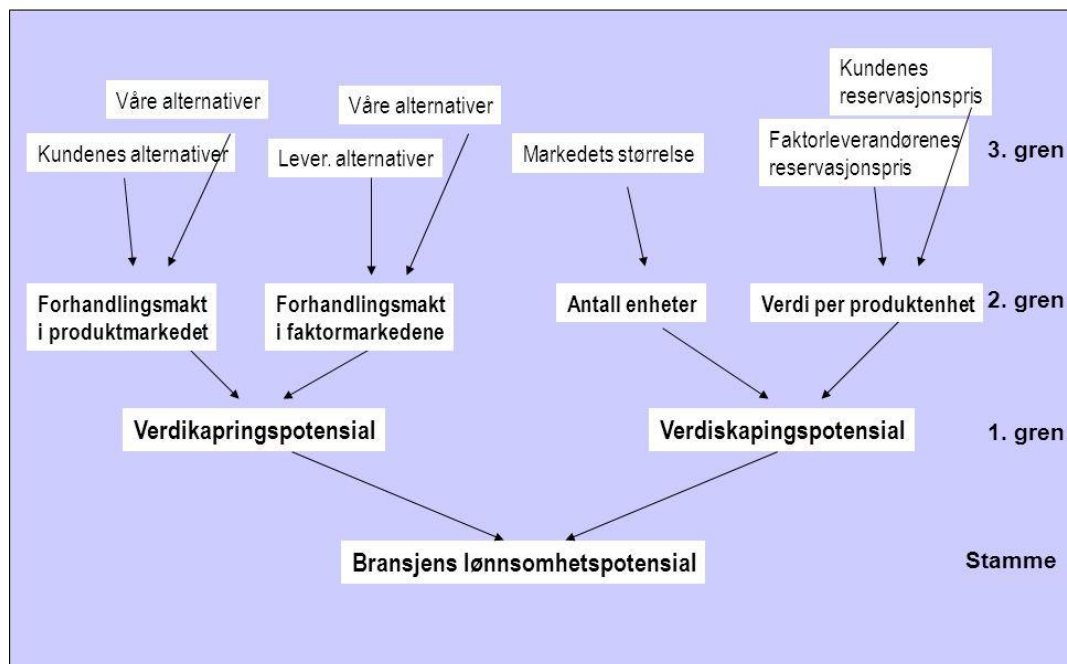 Kundenes
reservasjonspris
Våre alternativer
Våre alternativer
Kundenes alternativer
Lever. alternativer
Markedets størrelse
Faktorleverandørenes
reservasjonspris
3. gren
Forhandlingsmakt
i produktmarkedet
Forhandlingsmakt
i faktormarkedene
Antall enheter
Verdi per produktenhet
2. gren
Verdikapringspotensial
Verdiskapingspotensial
1. gren
Bransjens lønnsomhetspotensial
Stamme